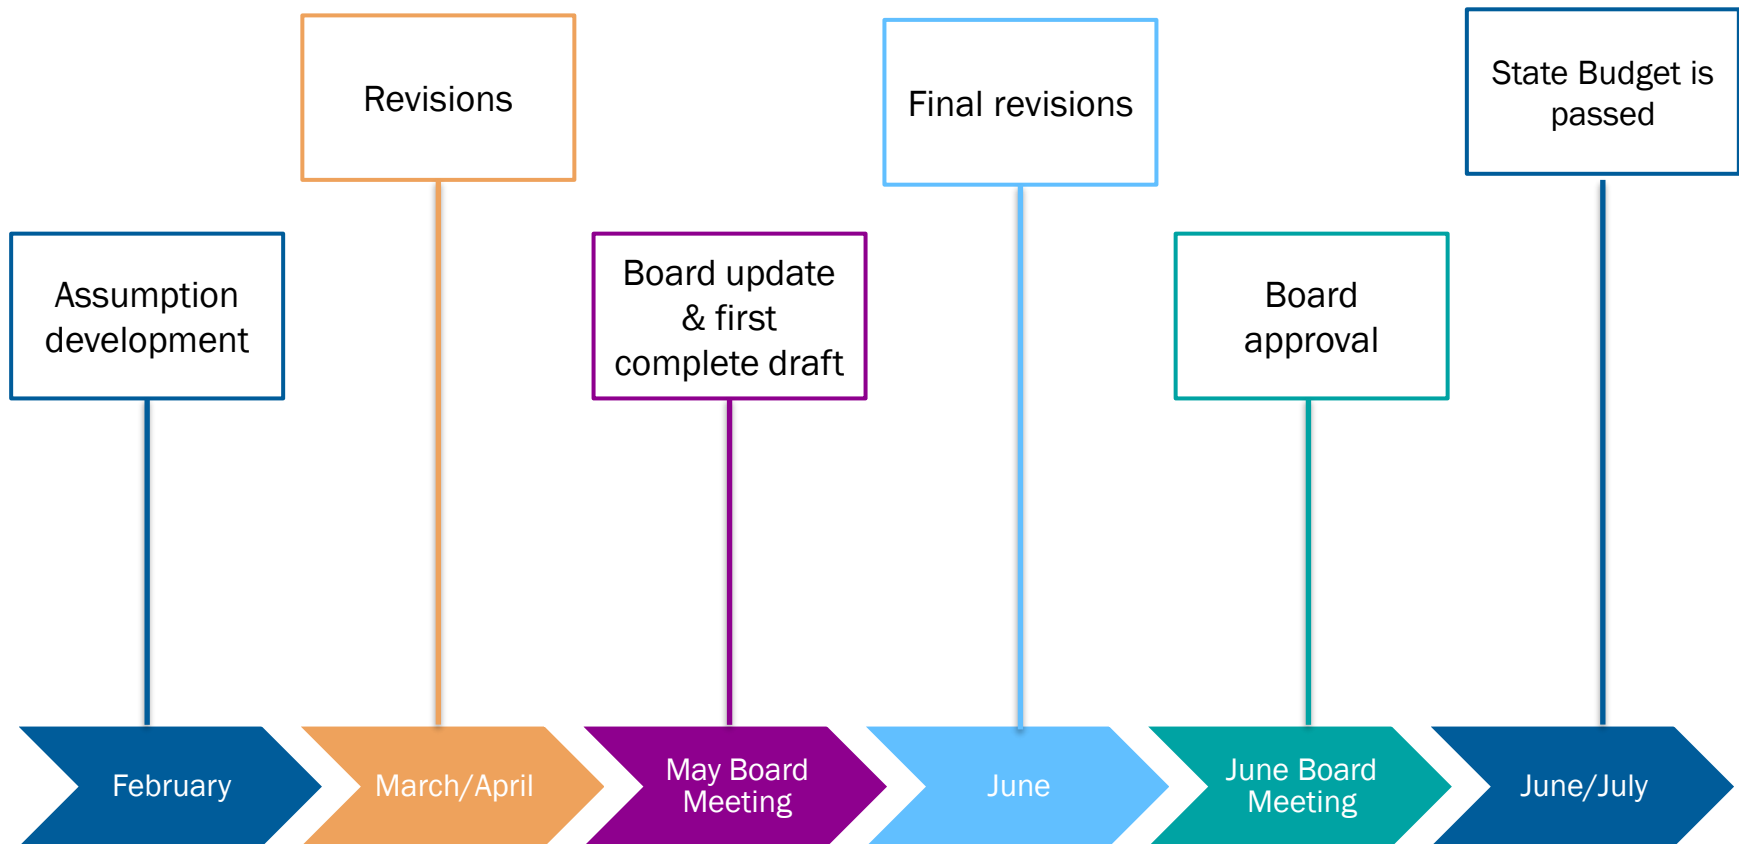 Revisions
Final revisions
State Budget is
passed
Assumption
development
Board update
& first
complete draft
Board
approval
February
March/April
May Board
Meeting
June
June Board
Meeting
June/July